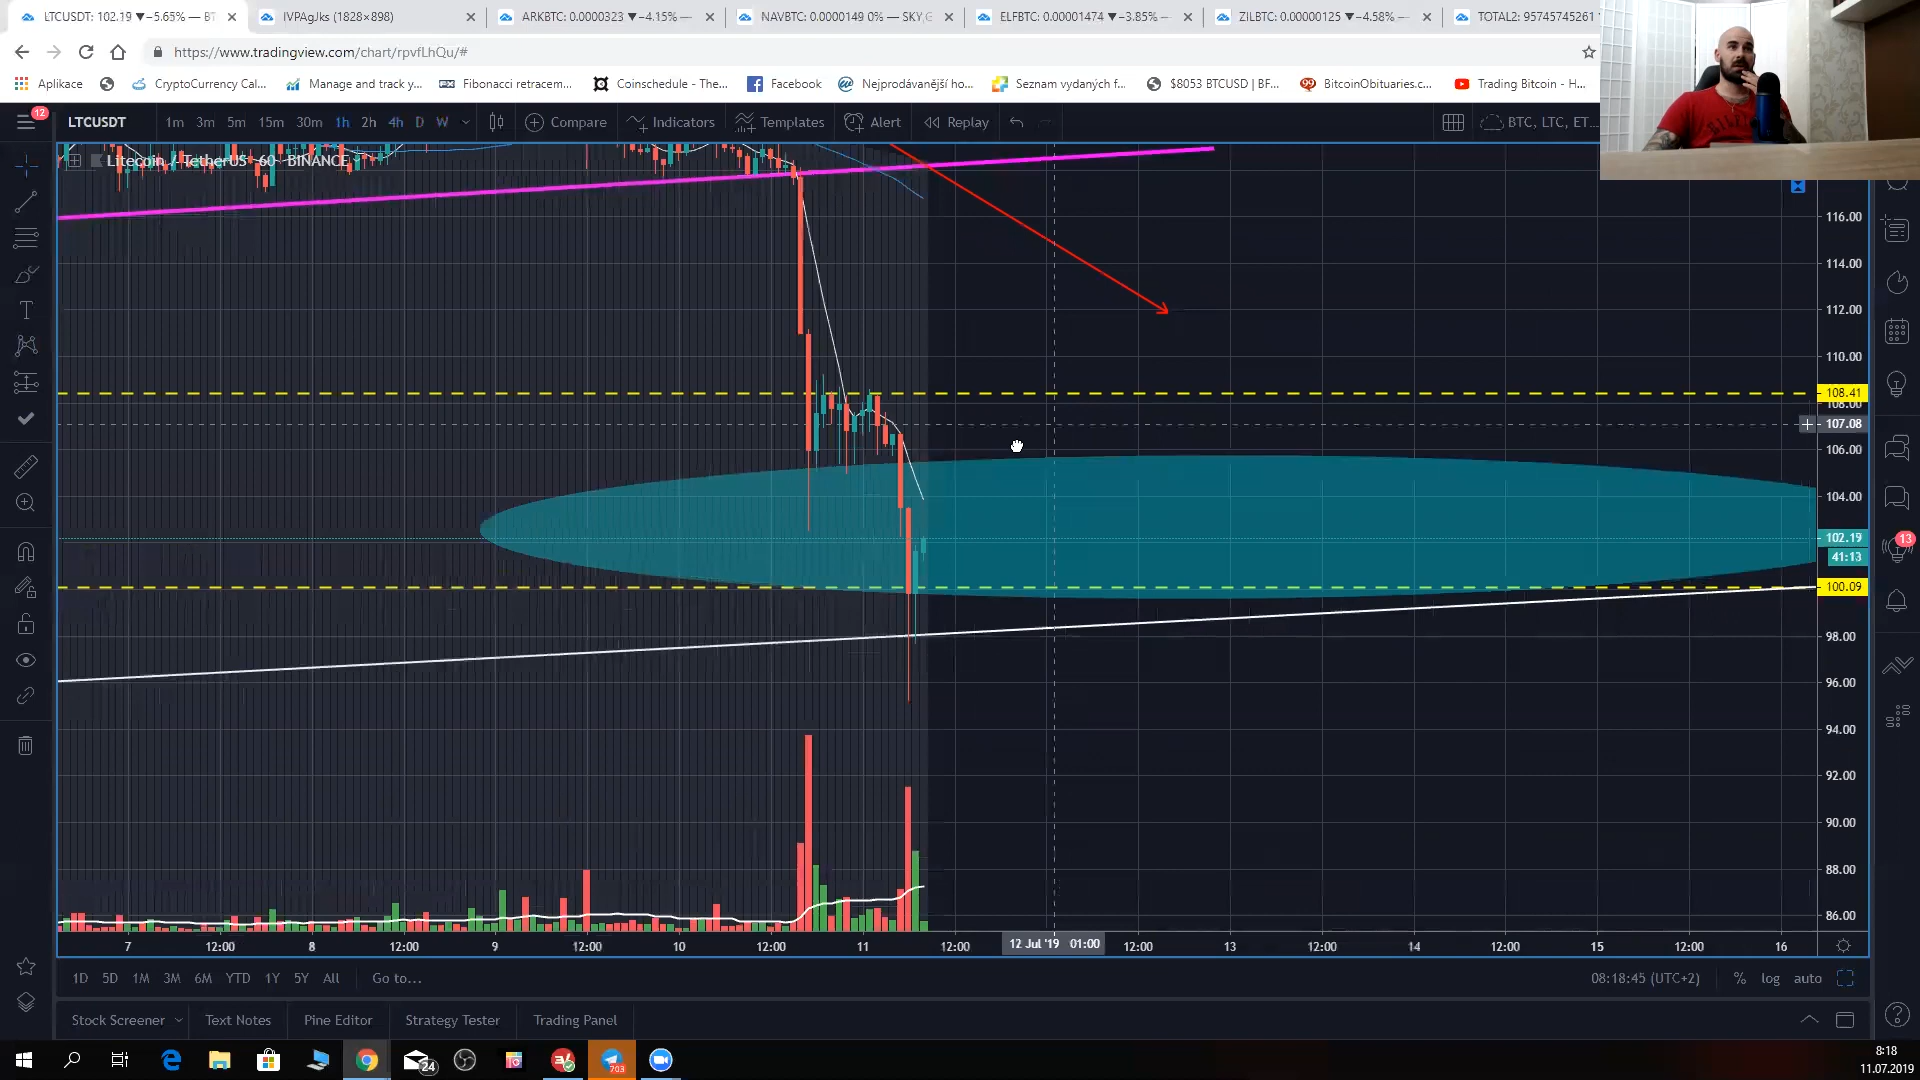 LTCUSDT: 102.19 ▼−5.65% — BT
IVPAgJks (1828×898)
ARKBTC: 0.0000323 ▼−4.15% —
NAVBTC: 0.0000149 0% — SKY,G
ELFBTC: 0.00001474 ▼−3.85% —
ZILBTC: 0.00000125 ▼−4.58% —
TOTAL2: 95745745261
https://www.tradingview.com/chart/rpvfLhQu/#
Aplikace
CryptoCurrency Cal...
Manage and track y...
Fibonacci retracem...
Coinschedule - The...
Facebook
Nejprodávanější ho...
Seznam vydaných f...
$8053 BTCUSD | BF...
BitcoinObituaries.c...
Trading Bitcoin - H...
12
LTCUSDT
1m 3m 5m 15m 30m 1h 2h 4h D W
Compare
Indicators
Templates
Alert
Replay
BTC, LTC, ET...
Litecoin / TetherUS · 60 · BINANCE
116.00
114.00
112.00
110.00
108.41
108.00
107.08
106.00
104.00
102.19
41:13
100.09
98.00
96.00
94.00
92.00
90.00
88.00
86.00
13
7 12:00 8 12:00 9 12:00 10 12:00 11 12:00 12 Jul '19 01:00 12:00 13 12:00 14 12:00 15 12:00 16
1D 5D 1M 3M 6M YTD 1Y 5Y All Go to...
08:18:45 (UTC+2) % log auto
Stock Screener
Text Notes
Pine Editor
Strategy Tester
Trading Panel
24
703
8:18
11.07.2019